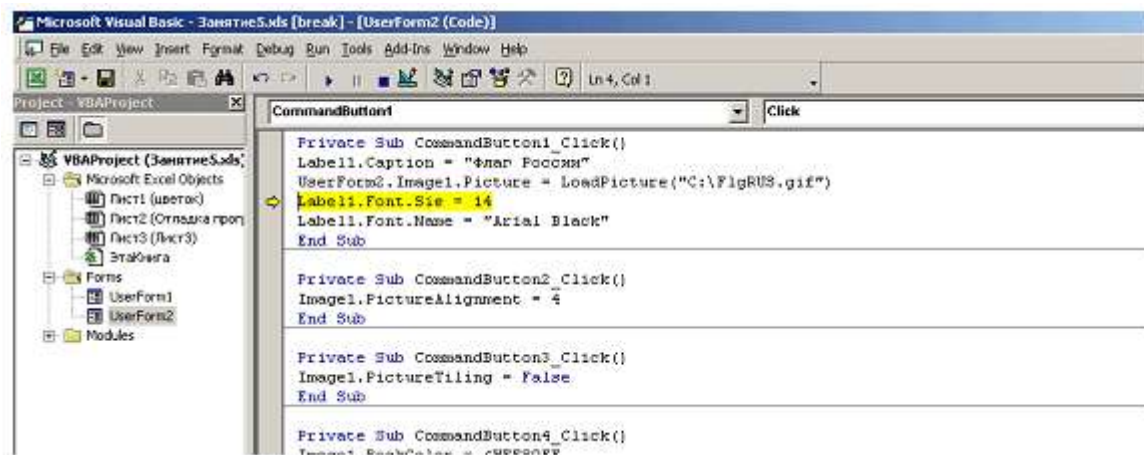 Microsoft Visual Basic - Занятие5.xls [break] - [UserForm2 (Code)]
File Edit View Insert Format Debug Run Tools Add-Ins Window Help
Ln 4, Col 1
Project - VBAProject
CommandButton1 Click
VBAProject (Занятие5.xls)
Microsoft Excel Objects
Лист1 (цветок)
Лист2 (Отладка прог
Лист3 (Лист3)
ЭтаКнига
Forms
UserForm1
UserForm2
Modules
Private Sub CommandButton1_Click()
Label1.Caption = "Флаг России"
UserForm2.Image1.Picture = LoadPicture("C:\FlgRUS.gif")
Label1.Font.Sie = 14
Label1.Font.Name = "Arial Black"
End Sub
Private Sub CommandButton2_Click()
Image1.PictureAlignment = 4
End Sub
Private Sub CommandButton3_Click()
Image1.PictureTiling = False
End Sub
Private Sub CommandButton4_Click()